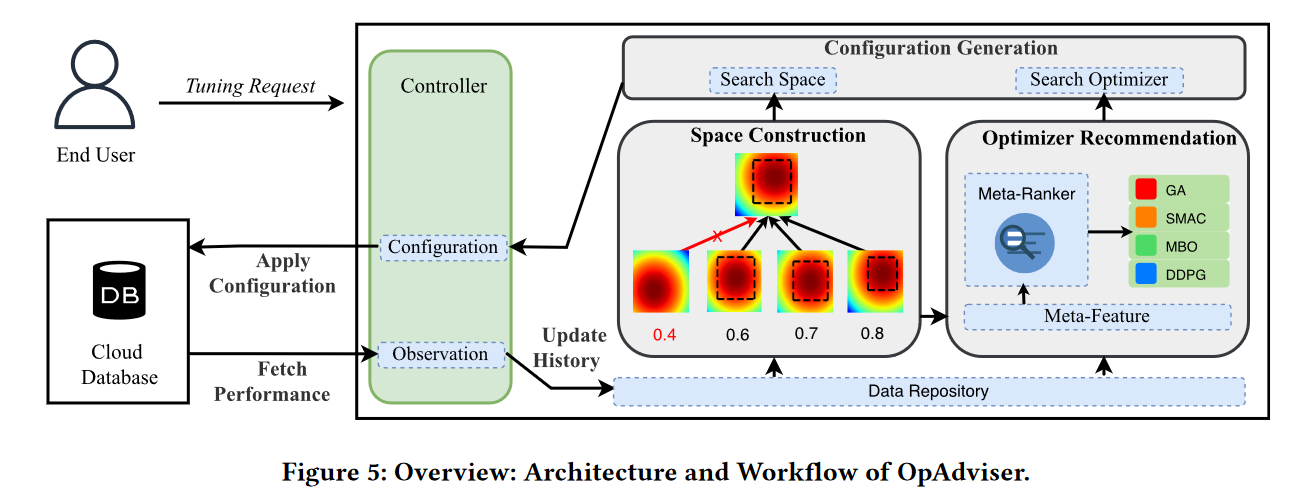 Configuration Generation
Search Space
Search Optimizer
Tuning Request
Controller
End User
Space Construction
Optimizer Recommendation
Meta-Ranker
GA
SMAC
MBO
DDPG
X
Configuration
Apply
Configuration
DB
Cloud
Database
Meta-Feature
0.4
0.6
0.7
0.8
Update
History
Observation
Fetch
Performance
Data Repository
Figure 5: Overview: Architecture and Workflow of OpAdviser.